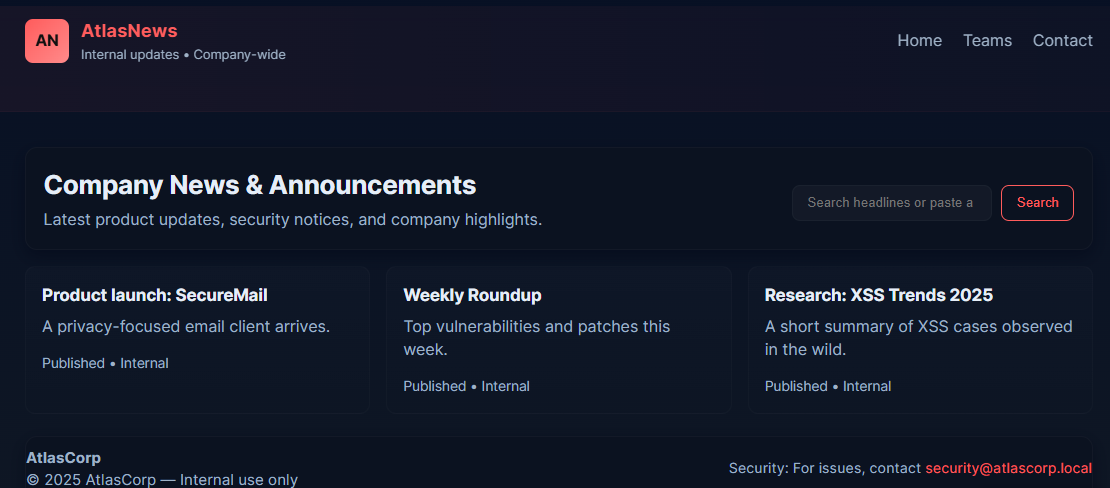 AN
AtlasNews
Internal updates • Company-wide
Home Teams Contact
Company News & Announcements
Latest product updates, security notices, and company highlights.
Search headlines or paste a
Search
Product launch: SecureMail
A privacy-focused email client arrives.
Published • Internal
Weekly Roundup
Top vulnerabilities and patches this
week.
Published • Internal
Research: XSS Trends 2025
A short summary of XSS cases observed
in the wild.
Published • Internal
AtlasCorp
© 2025 AtlasCorp — Internal use only
Security: For issues, contact security@atlascorp.local